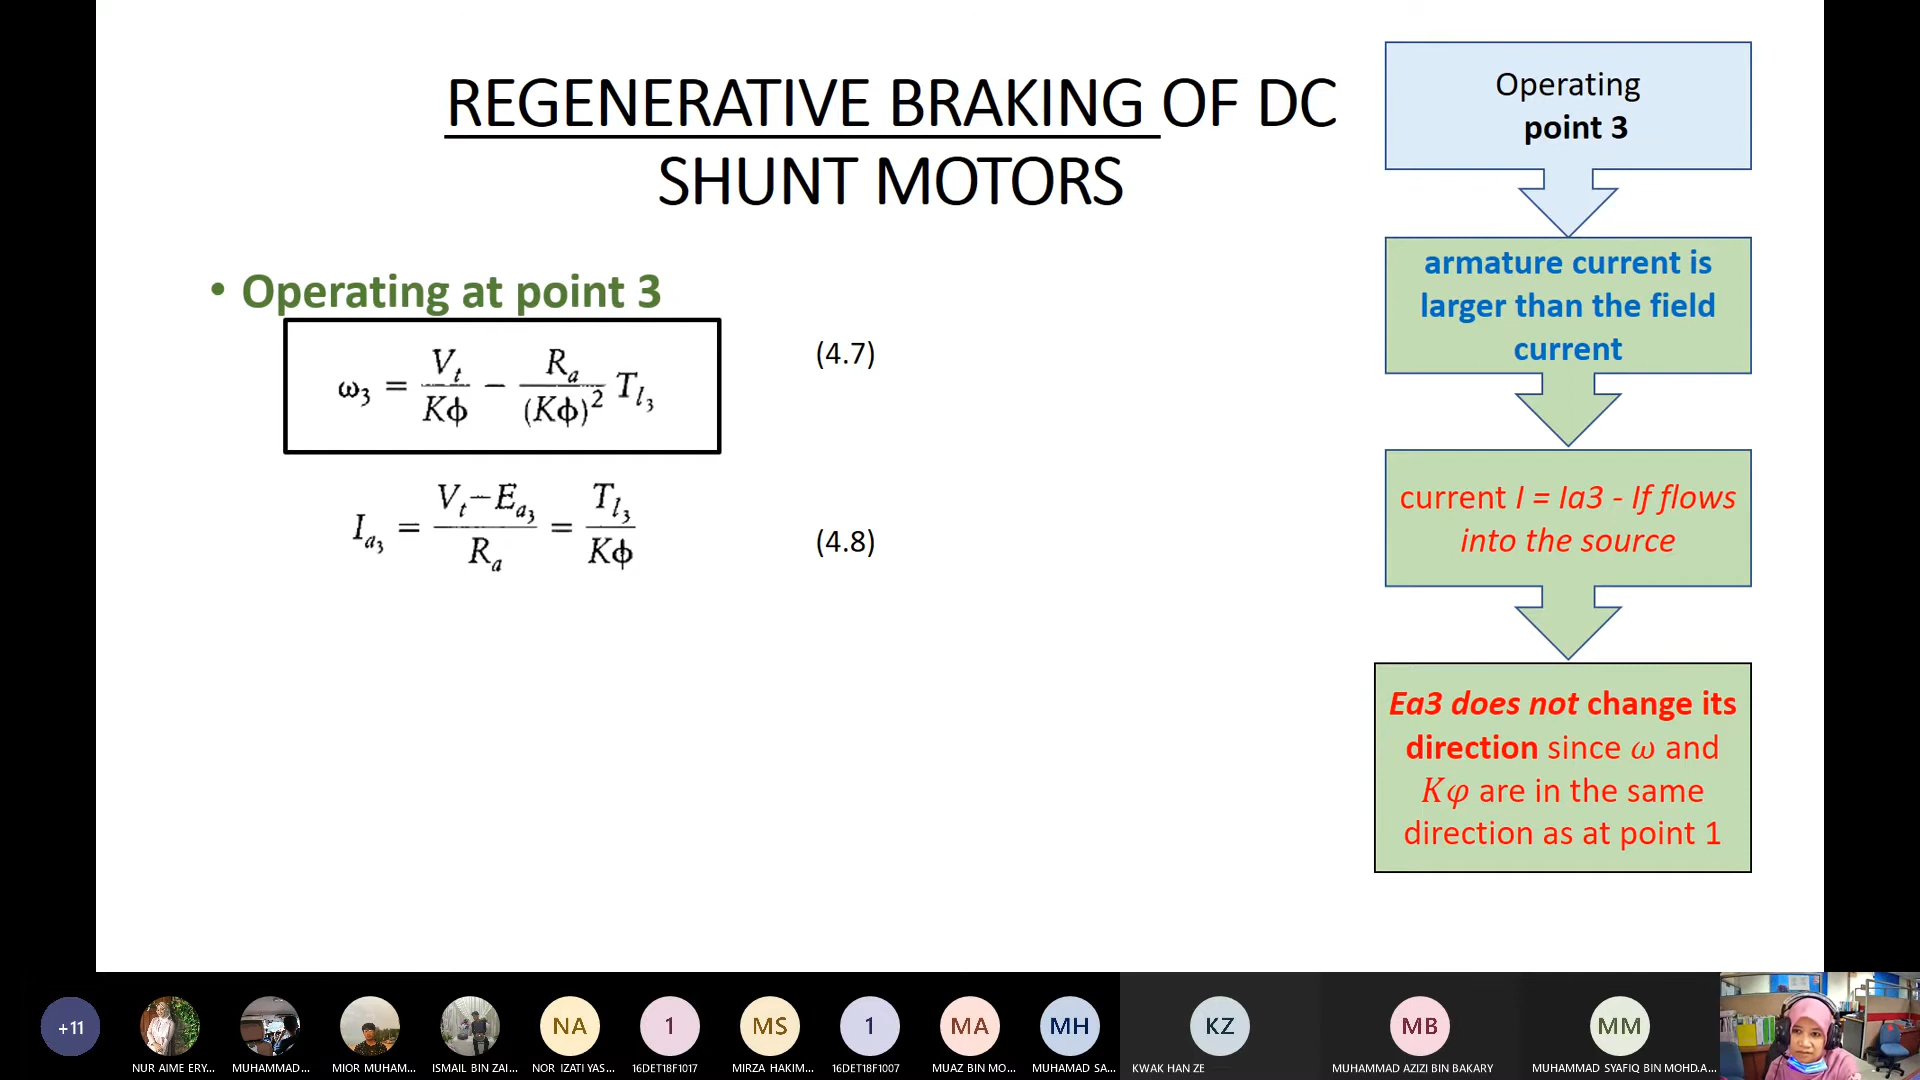 REGENERATIVE BRAKING OF DC
SHUNT MOTORS
• Operating at point 3
ω₃ = Vₜ/Kϕ − Rₐ/(Kϕ)² Tₗ₃
(4.7)
Iₐ₃ = (Vₜ−Eₐ₃)/Rₐ = Tₗ₃/Kϕ
(4.8)
Operating
point 3
armature current is
larger than the field
current
current I = Ia3 - If flows
into the source
Ea3 does not change its
direction since ω and
Kφ are in the same
direction as at point 1
+11
NA
1
MS
1
MA
MH
KZ
MB
MM
NUR AIME ERY...
MUHAMMAD...
MIOR MUHAM...
ISMAIL BIN ZAI...
NOR IZATI YAS...
16DET18F1017
MIRZA HAKIM...
16DET18F1007
MUAZ BIN MO...
MUHAMAD SA...
KWAK HAN ZE
MUHAMMAD AZIZI BIN BAKARY
MUHAMMAD SYAFIQ BIN MOHD.A...